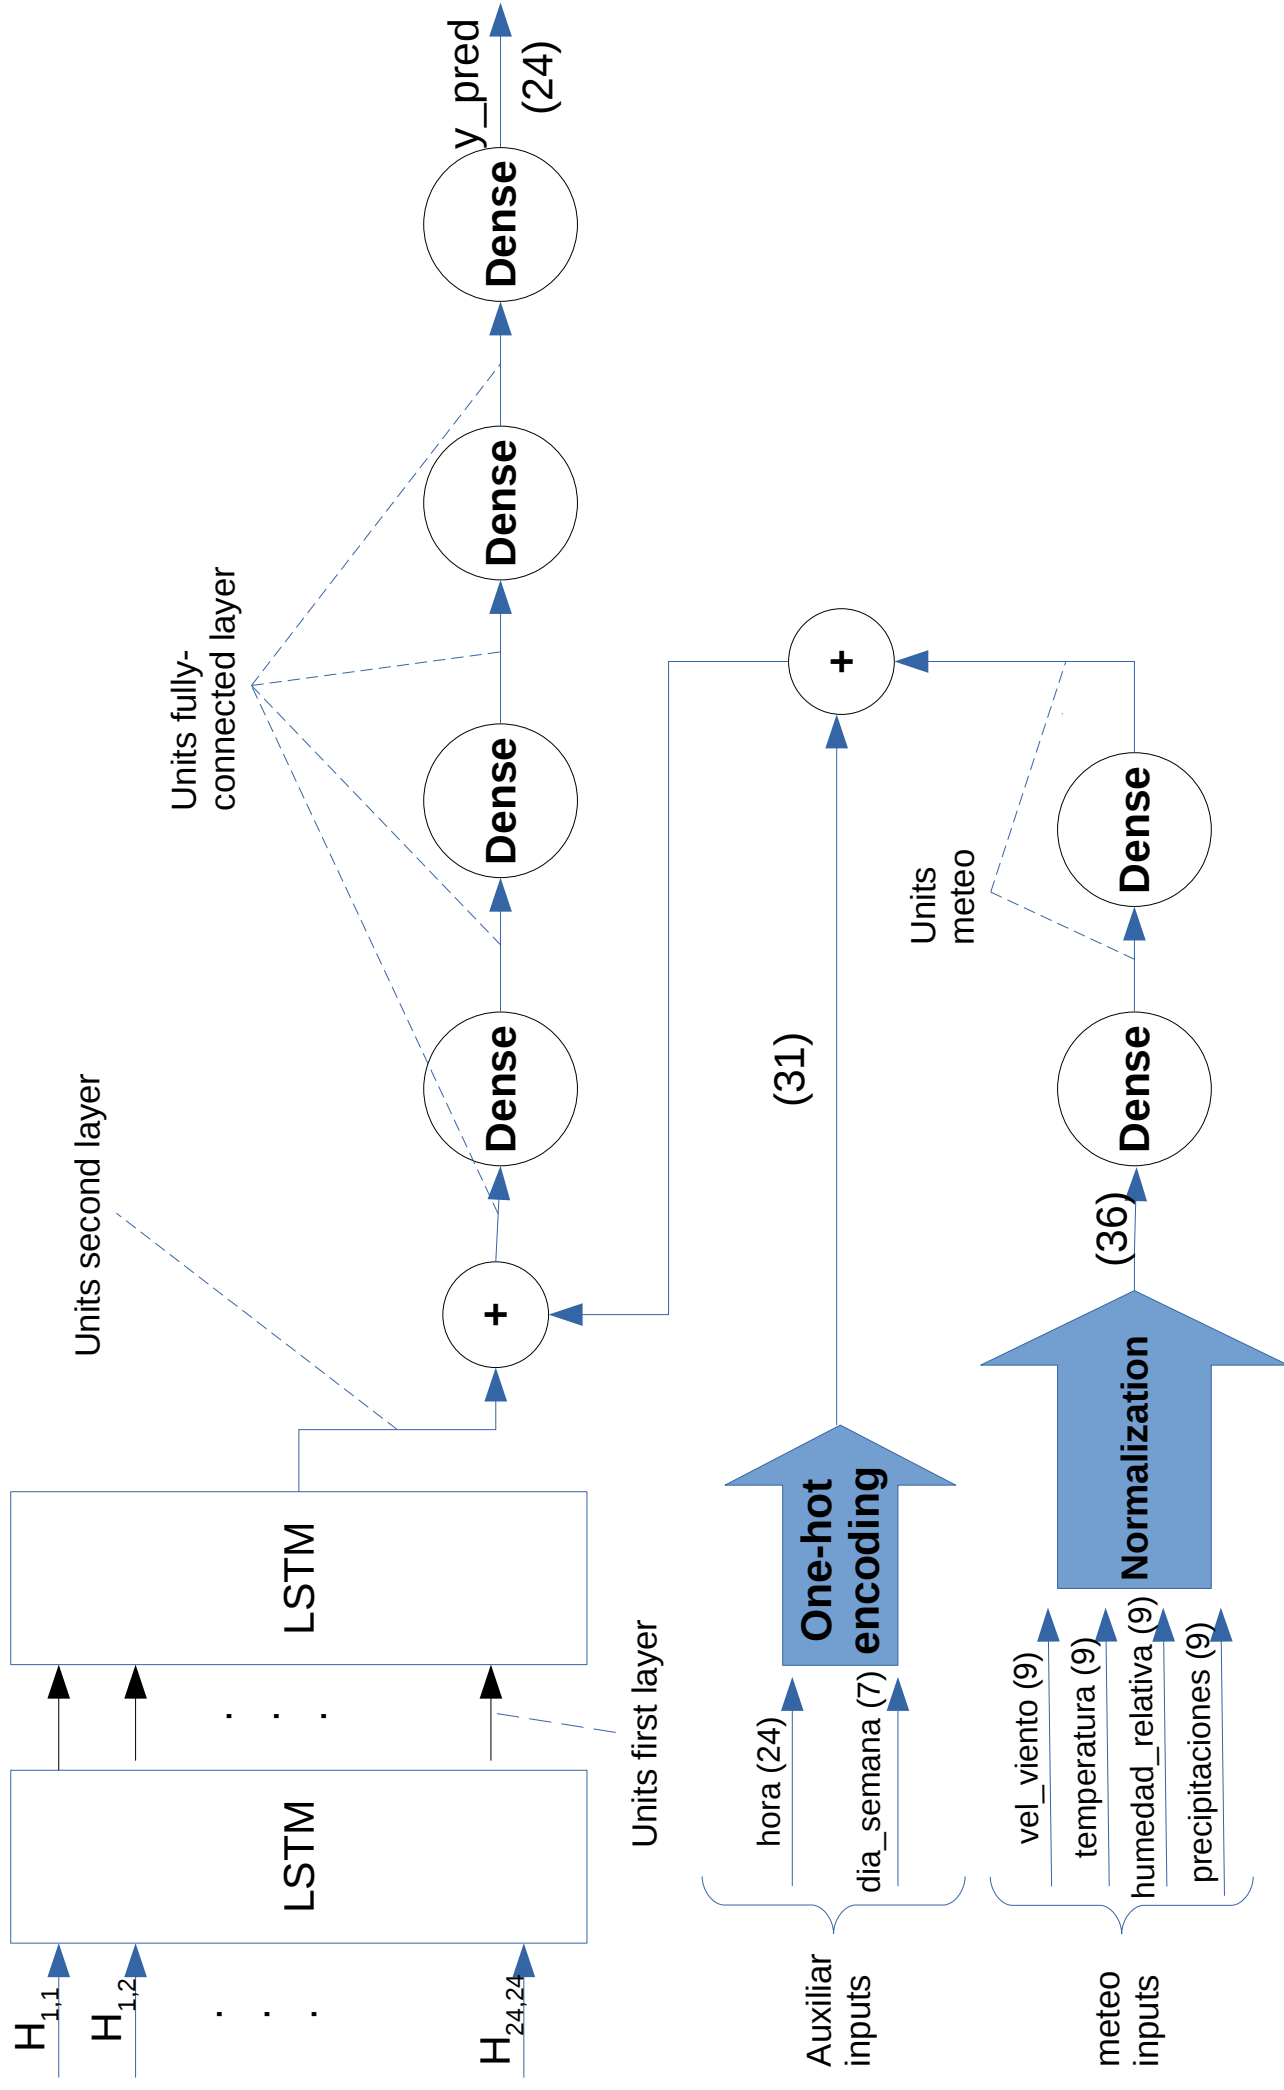 H1,1
H1,2
. . .
H24,24
LSTM
. . .
Units first layer
LSTM
Units second layer
+
Units fully-
connected layer
Dense
Dense
Dense
Dense
y_pred
(24)
Auxiliar
inputs
hora (24)
dia_semana (7)
One-hot
encoding
(31)
+
meteo
inputs
vel_viento (9)
temperatura (9)
humedad_relativa (9)
precipitaciones (9)
Normalization
(36)
Dense
Dense
Units
meteo